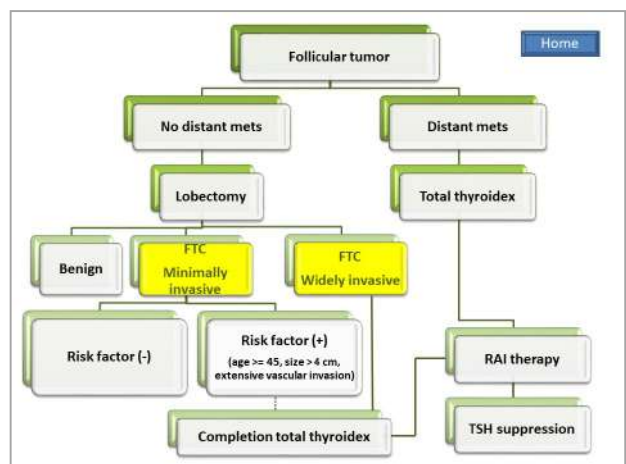 Home
Follicular tumor
No distant mets
Distant mets
Lobectomy
Total thyroidex
Benign
FTC
Minimally
invasive
FTC
Widely invasive
Risk factor (-)
Risk factor (+)
(age >= 45, size > 4 cm,
extensive vascular invasion)
RAI therapy
Completion total thyroidex
TSH suppression